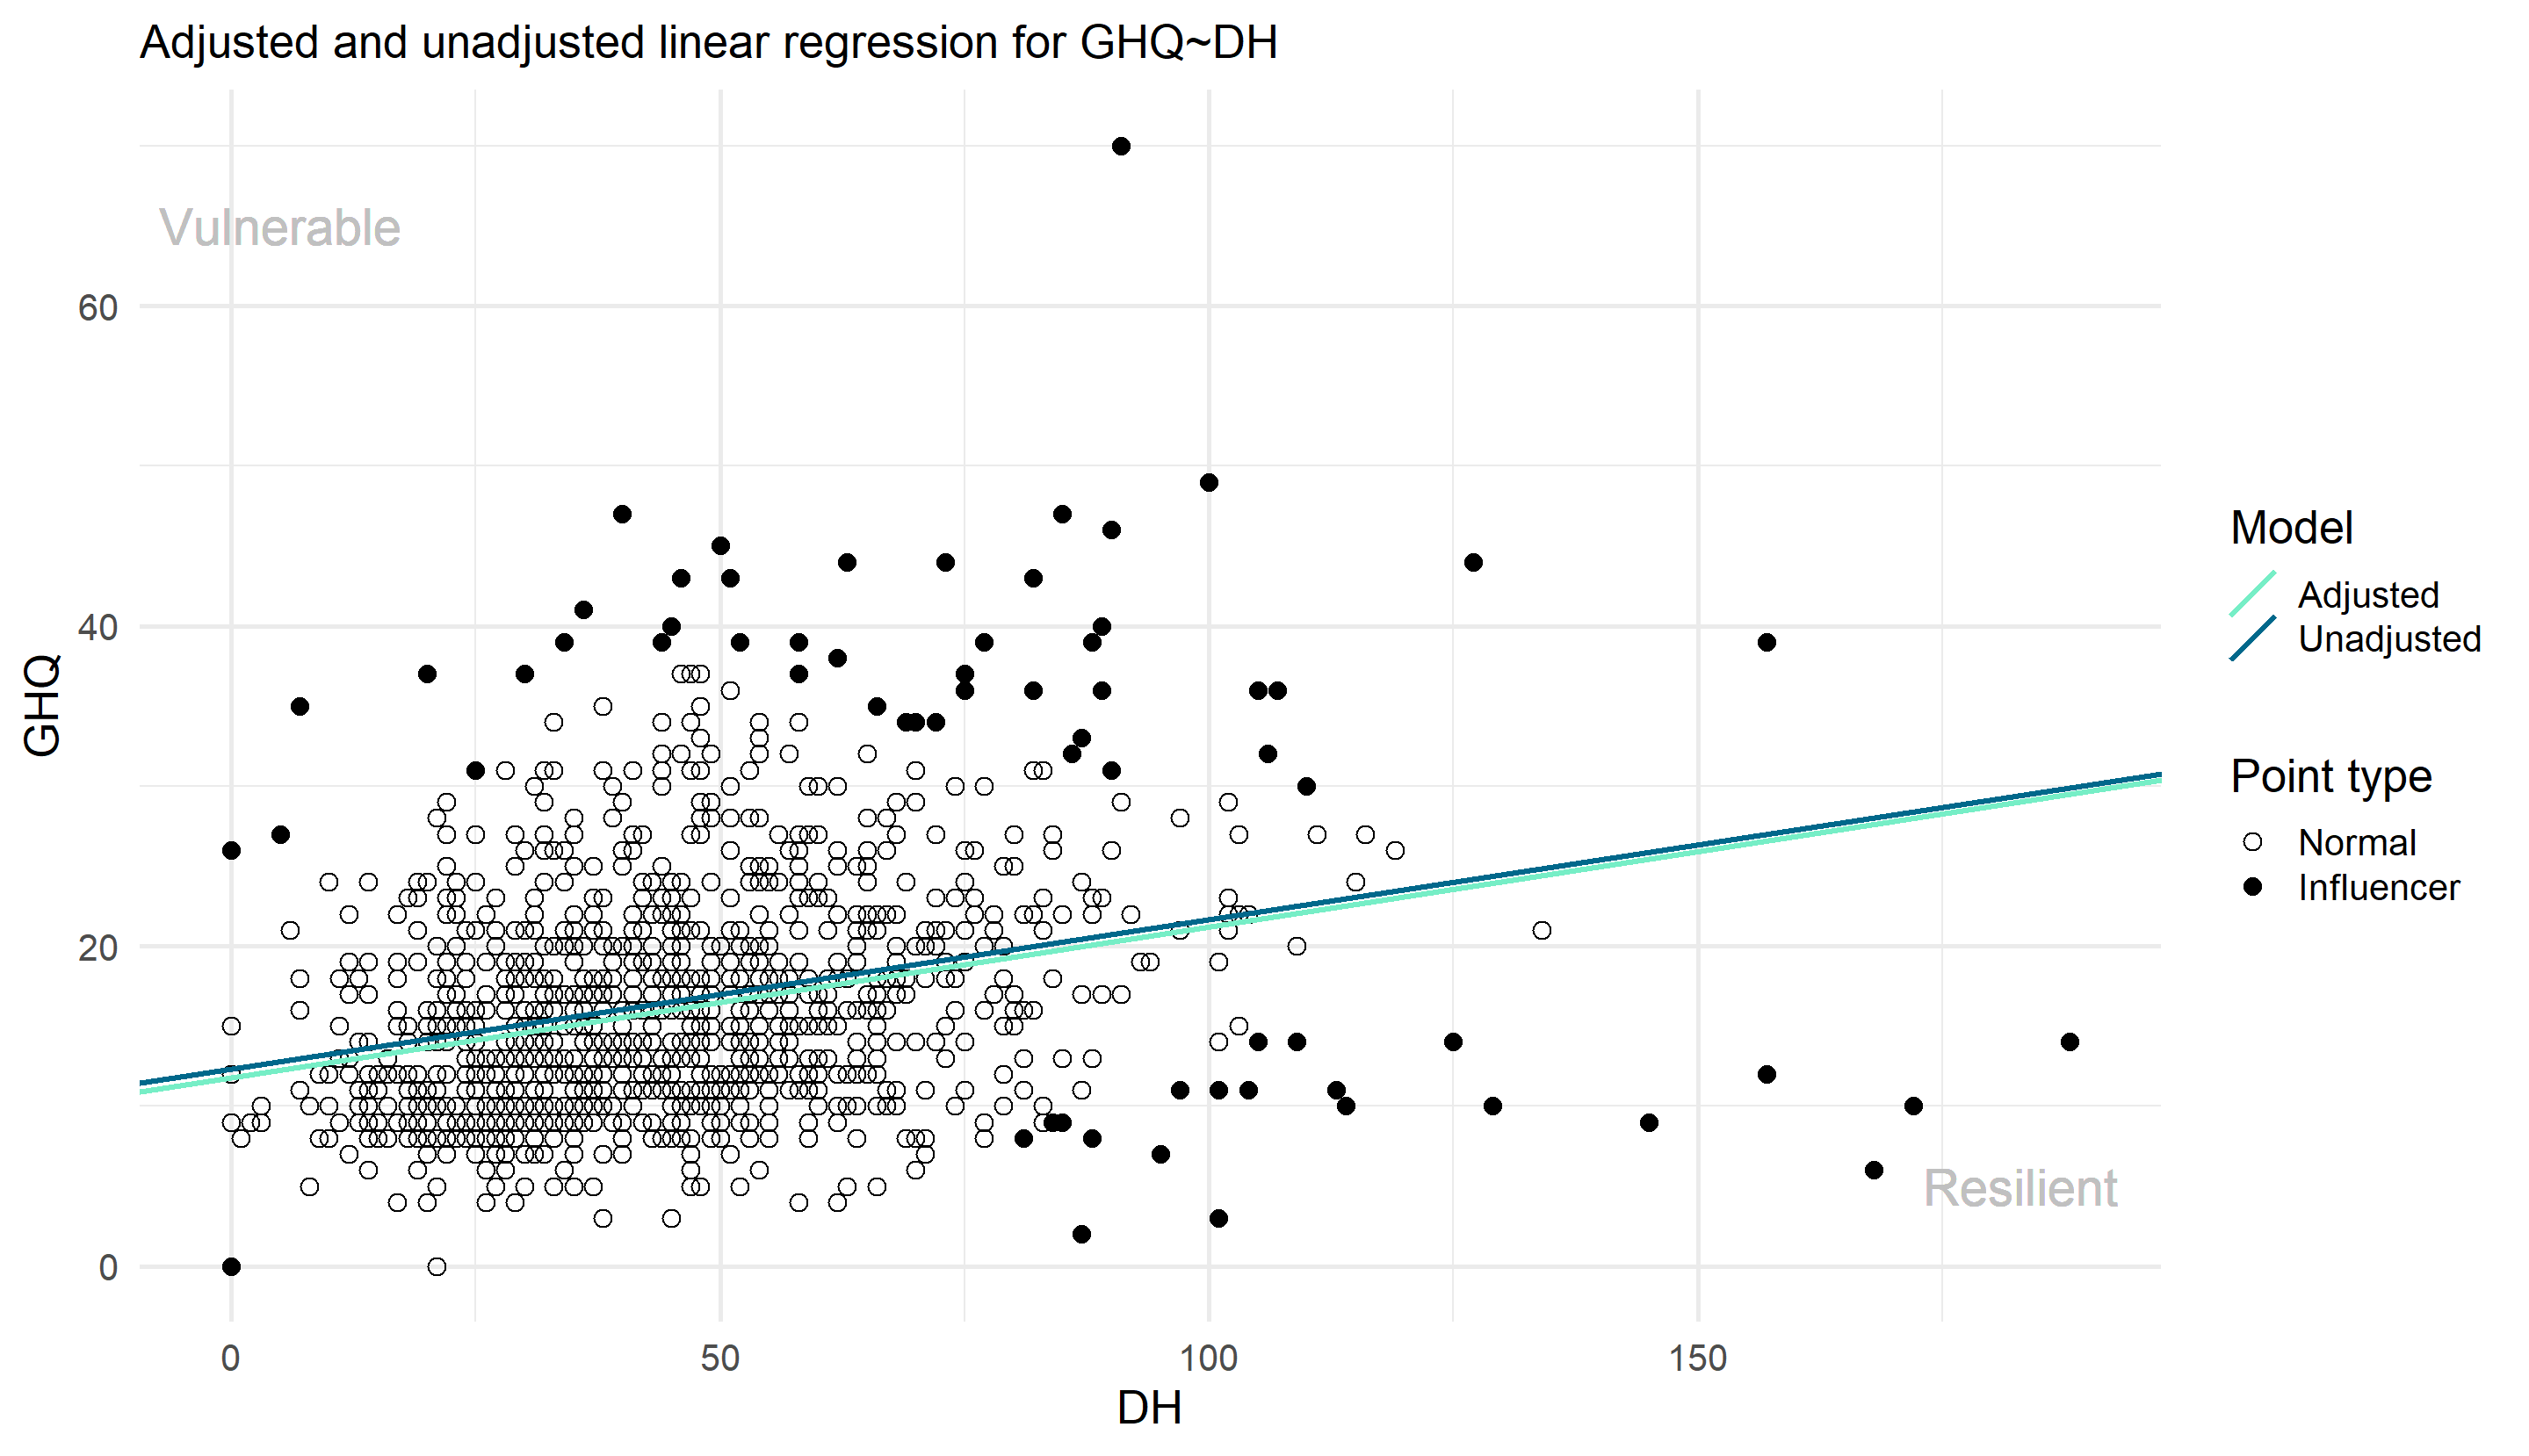 Adjusted and unadjusted linear regression for GHQ~DH
Vulnerable
Resilient
GHQ
60
40
20
0
0 50 100 150
DH
Model
Adjusted
Unadjusted
Point type
Normal
Influencer